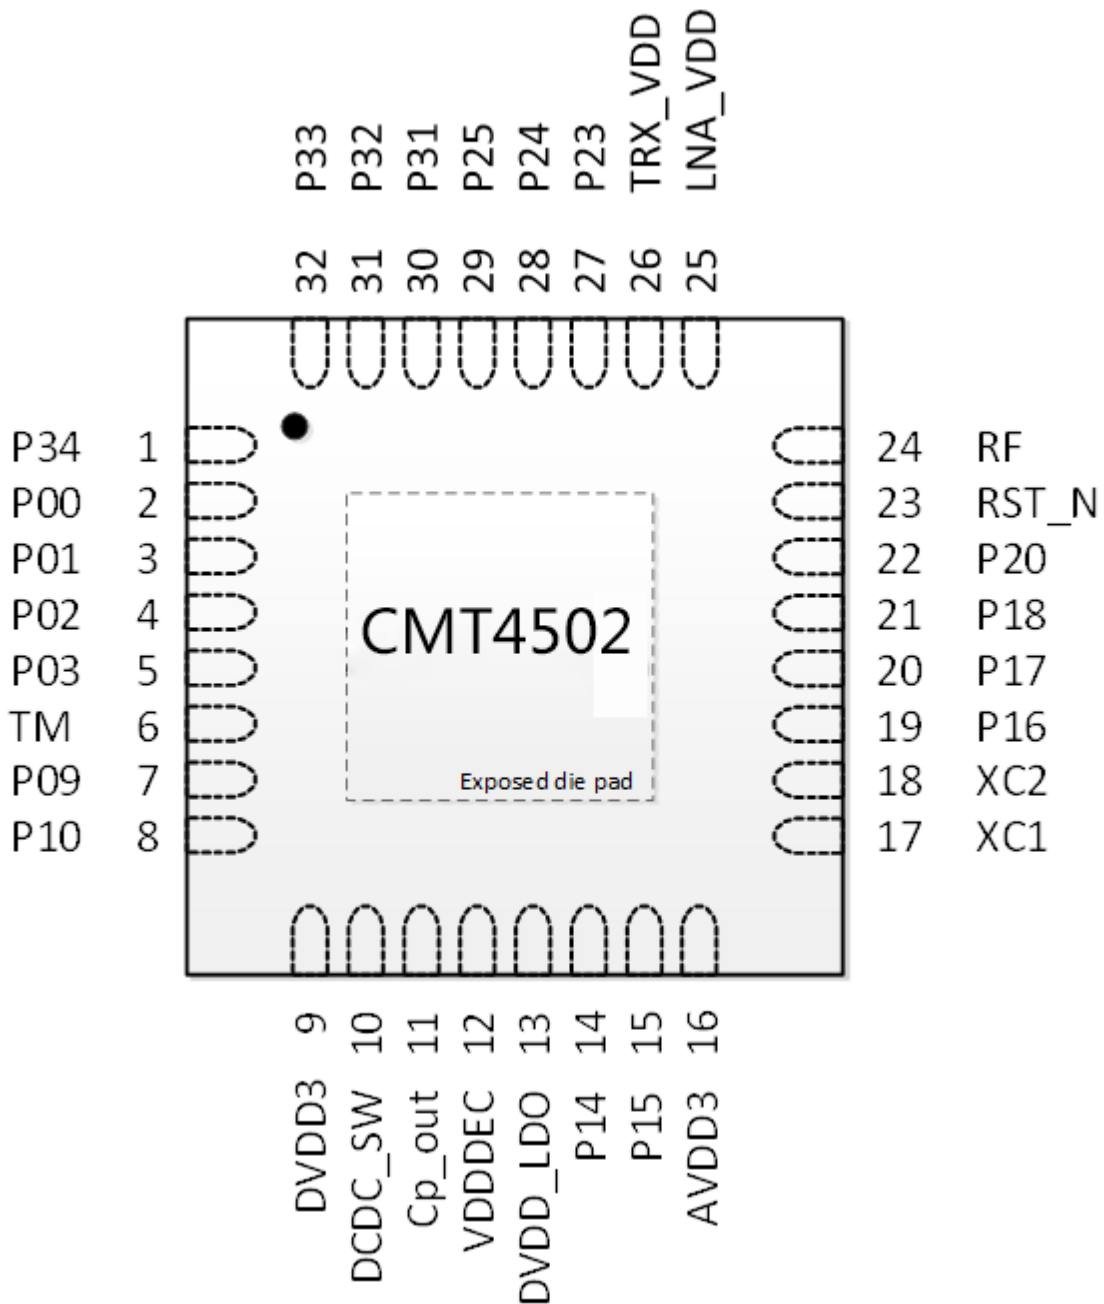 P33 P32 P31 P25 P24 P23 TRX_VDD LNA_VDD
32 31 30 29 28 27 26 25
P34 1
P00 2
P01 3
P02 4
P03 5
TM 6
P09 7
P10 8
24 RF
23 RST_N
22 P20
21 P18
20 P17
19 P16
18 XC2
17 XC1
CMT4502
Exposed die pad
9 10 11 12 13 14 15 16
DVDD3 DCDC_SW Cp_out VDDDEC DVDD_LDO P14 P15 AVDD3